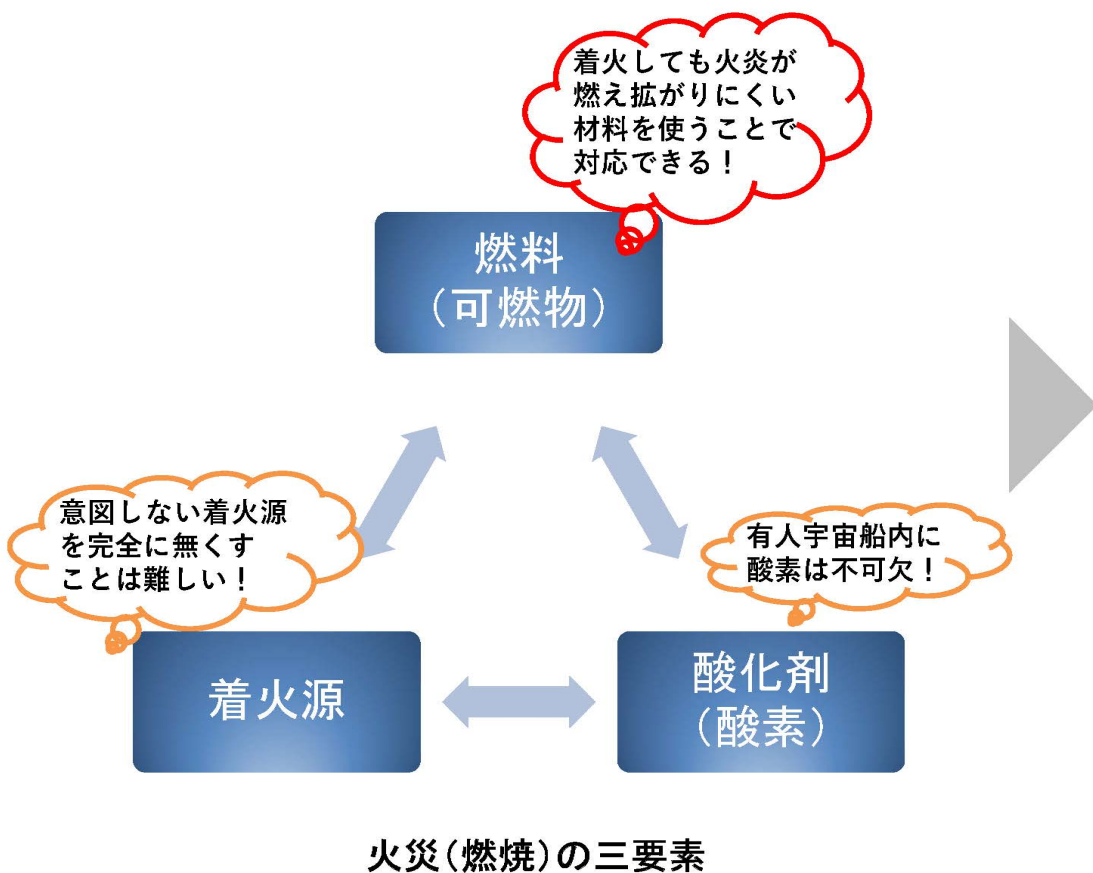 着火しても火炎が
燃え拡がりにくい
材料を使うことで
対応できる！
燃料
（可燃物）
意図しない着火源
を完全に無くす
ことは難しい！
有人宇宙船内に
酸素は不可欠！
着火源
酸化剤
（酸素）
火災（燃焼）の三要素